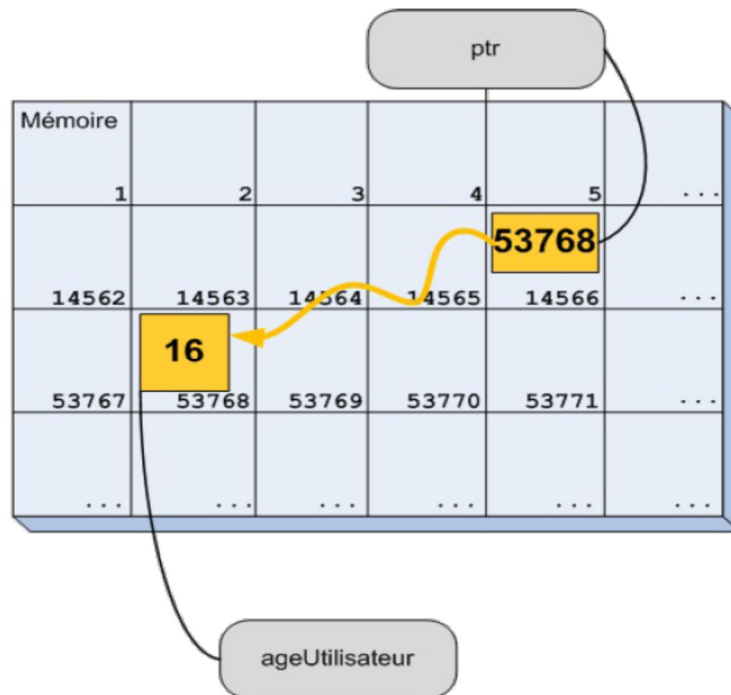 ptr
Mémoire
1 2 3 4 5 ...
53768
14562 14563 14564 14565 14566 ...
16
53767 53768 53769 53770 53771 ...
... ... ... ... ... ...
ageUtilisateur